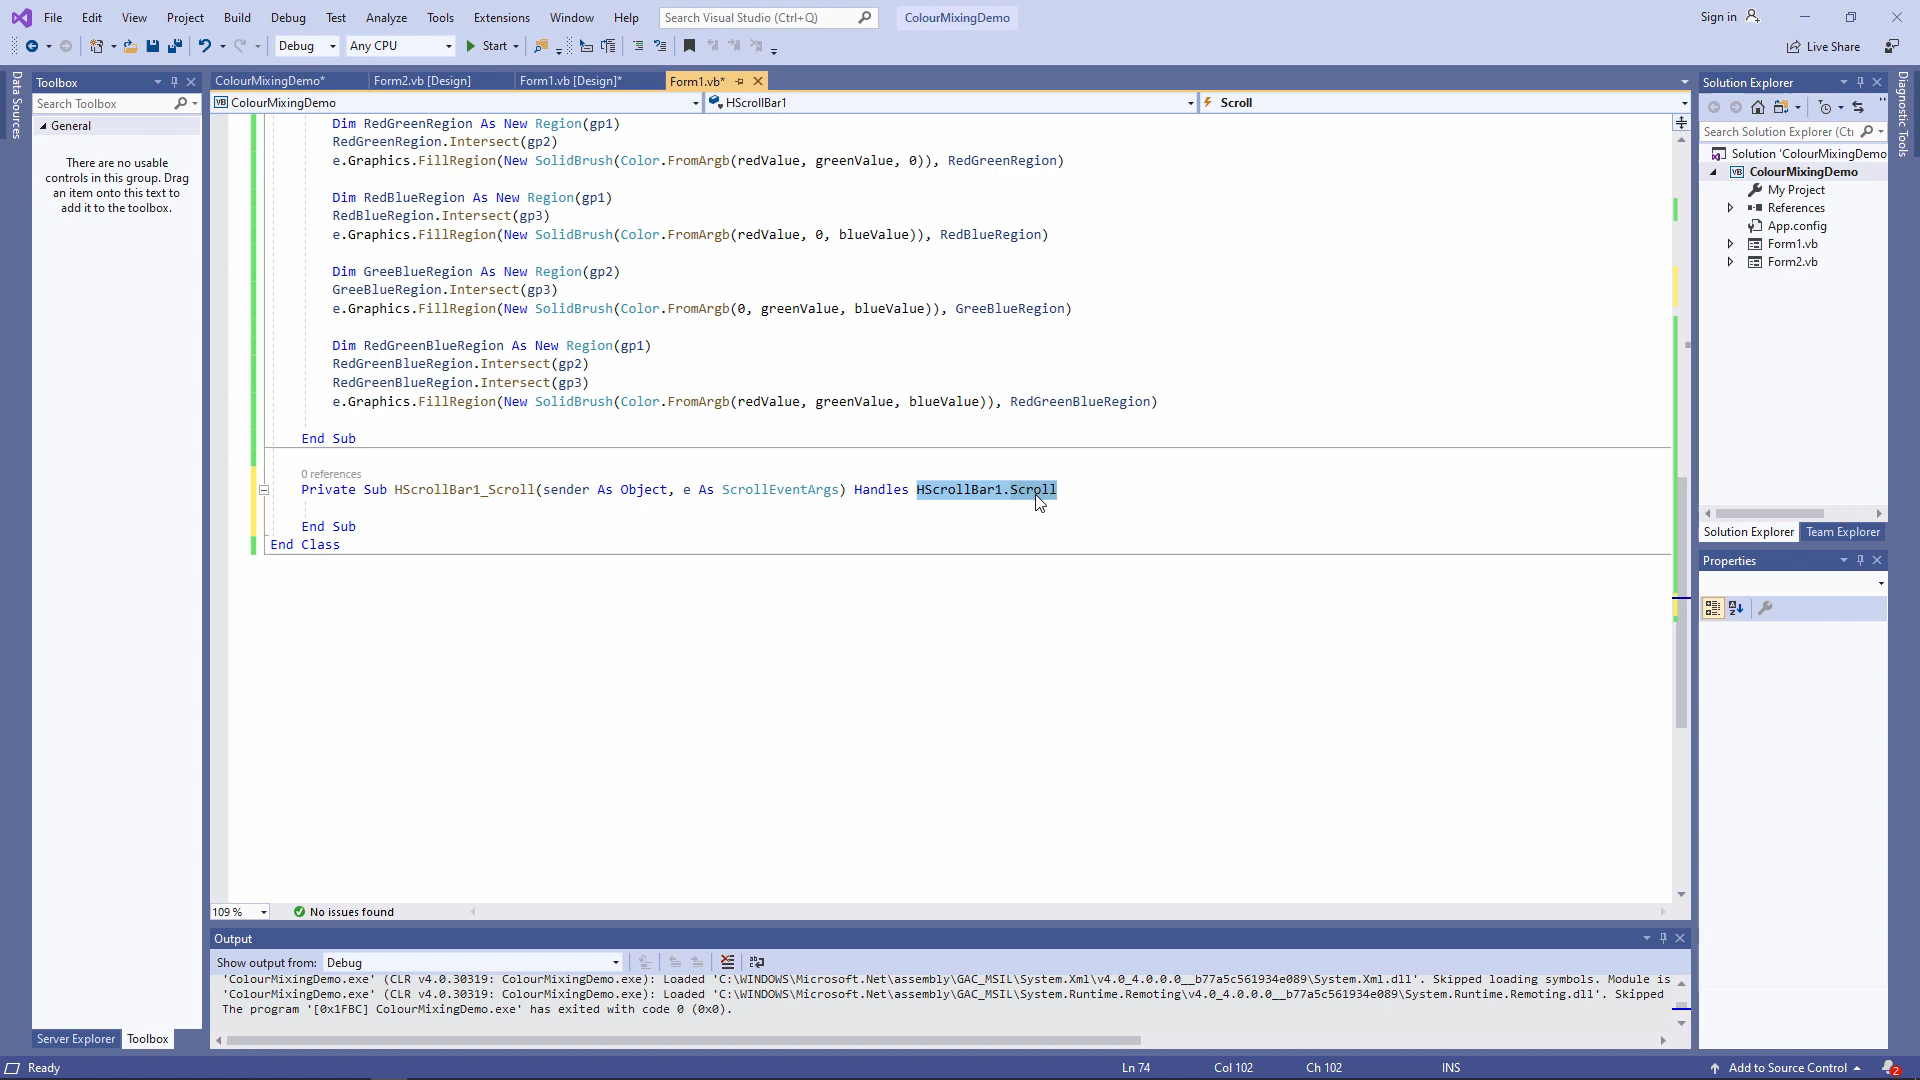 File Edit View Project Build Debug Test Analyze Tools Extensions Window Help Search Visual Studio (Ctrl+Q) ColourMixingDemo Sign in
Debug Any CPU Start Live Share
Data Sources
Toolbox
Search Toolbox
General
There are no usable
controls in this group. Drag
an item onto this text to
add it to the toolbox.
Server Explorer Toolbox
ColourMixingDemo* Form2.vb [Design] Form1.vb [Design]* Form1.vb*
VB ColourMixingDemo HScrollBar1 Scroll
Dim RedGreenRegion As New Region(gp1)
RedGreenRegion.Intersect(gp2)
e.Graphics.FillRegion(New SolidBrush(Color.FromArgb(redValue, greenValue, 0)), RedGreenRegion)
Dim RedBlueRegion As New Region(gp1)
RedBlueRegion.Intersect(gp3)
e.Graphics.FillRegion(New SolidBrush(Color.FromArgb(redValue, 0, blueValue)), RedBlueRegion)
Dim GreeBlueRegion As New Region(gp2)
GreeBlueRegion.Intersect(gp3)
e.Graphics.FillRegion(New SolidBrush(Color.FromArgb(0, greenValue, blueValue)), GreeBlueRegion)
Dim RedGreenBlueRegion As New Region(gp1)
RedGreenBlueRegion.Intersect(gp2)
RedGreenBlueRegion.Intersect(gp3)
e.Graphics.FillRegion(New SolidBrush(Color.FromArgb(redValue, greenValue, blueValue)), RedGreenBlueRegion)
End Sub
0 references
Private Sub HScrollBar1_Scroll(sender As Object, e As ScrollEventArgs) Handles HScrollBar1.Scroll
End Sub
End Class
109 % No issues found
Output
Show output from: Debug
'ColourMixingDemo.exe' (CLR v4.0.30319: ColourMixingDemo.exe): Loaded 'C:\WINDOWS\Microsoft.Net\assembly\GAC_MSIL\System.Xml\v4.0_4.0.0.0__b77a5c561934e089\System.Xml.dll'. Skipped loading symbols. Module is
'ColourMixingDemo.exe' (CLR v4.0.30319: ColourMixingDemo.exe): Loaded 'C:\WINDOWS\Microsoft.Net\assembly\GAC_MSIL\System.Runtime.Remoting\v4.0_4.0.0.0__b77a5c561934e089\System.Runtime.Remoting.dll'. Skipped
The program '[0x1FBC] ColourMixingDemo.exe' has exited with code 0 (0x0).
Solution Explorer
Search Solution Explorer (Ctrl
Solution 'ColourMixingDemo
VB ColourMixingDemo
My Project
References
App.config
Form1.vb
Form2.vb
Solution Explorer Team Explorer
Properties
Diagnostic Tools
Ready Ln 74 Col 102 Ch 102 INS Add to Source Control 2